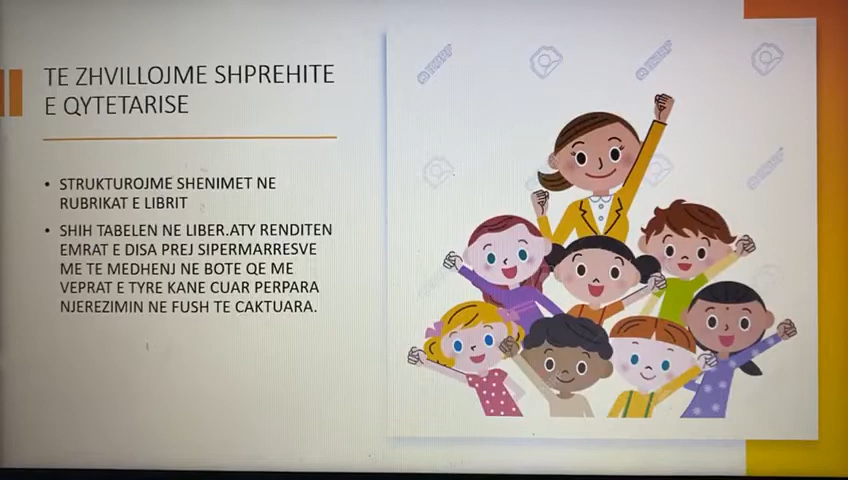 TE ZHVILLOJME SHPREHITE
E QYTETARISE
• STRUKTUROJME SHENIMET NE
RUBRIKAT E LIBRIT
• SHIH TABELEN NE LIBER.ATY RENDITEN
EMRAT E DISA PREJ SIPERMARRESVE
ME TE MEDHENJ NE BOTE QE ME
VEPRAT E TYRE KANE CUAR PERPARA
NJEREZIMIN NE FUSH TE CAKTUARA.